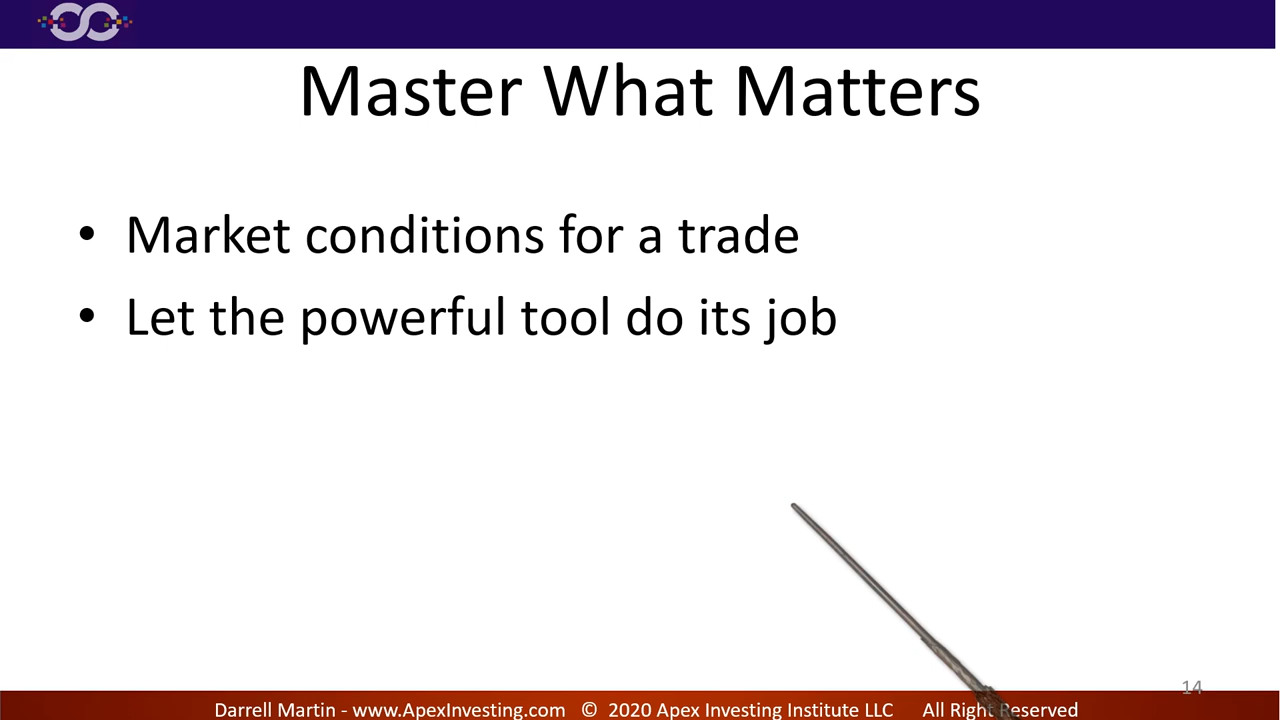 Master What Matters
• Market conditions for a trade
• Let the powerful tool do its job
14
Darrell Martin - www.ApexInvesting.com © 2020 Apex Investing Institute LLC All Right Reserved